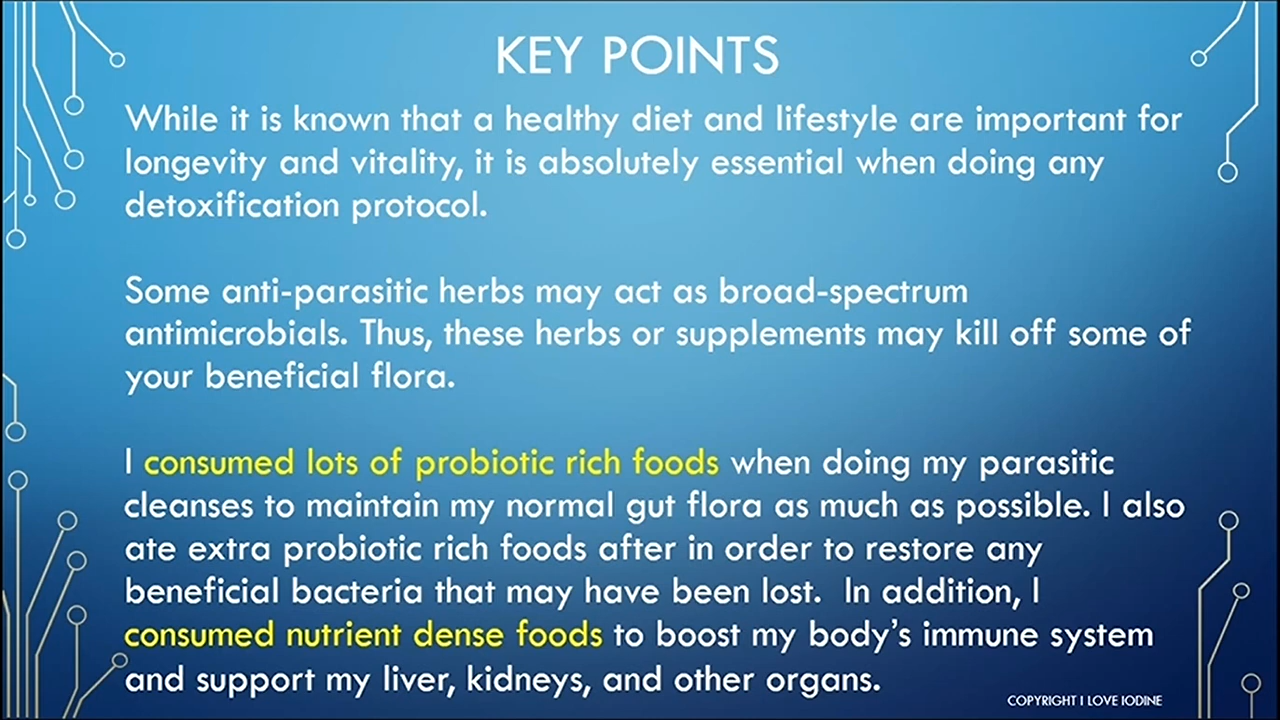 KEY POINTS
While it is known that a healthy diet and lifestyle are important for
longevity and vitality, it is absolutely essential when doing any
detoxification protocol.
Some anti-parasitic herbs may act as broad-spectrum
antimicrobials. Thus, these herbs or supplements may kill off some of
your beneficial flora.
I consumed lots of probiotic rich foods when doing my parasitic
cleanses to maintain my normal gut flora as much as possible. I also
ate extra probiotic rich foods after in order to restore any
beneficial bacteria that may have been lost.  In addition, I
consumed nutrient dense foods to boost my body’s immune system
and support my liver, kidneys, and other organs.
COPYRIGHT I LOVE IODINE